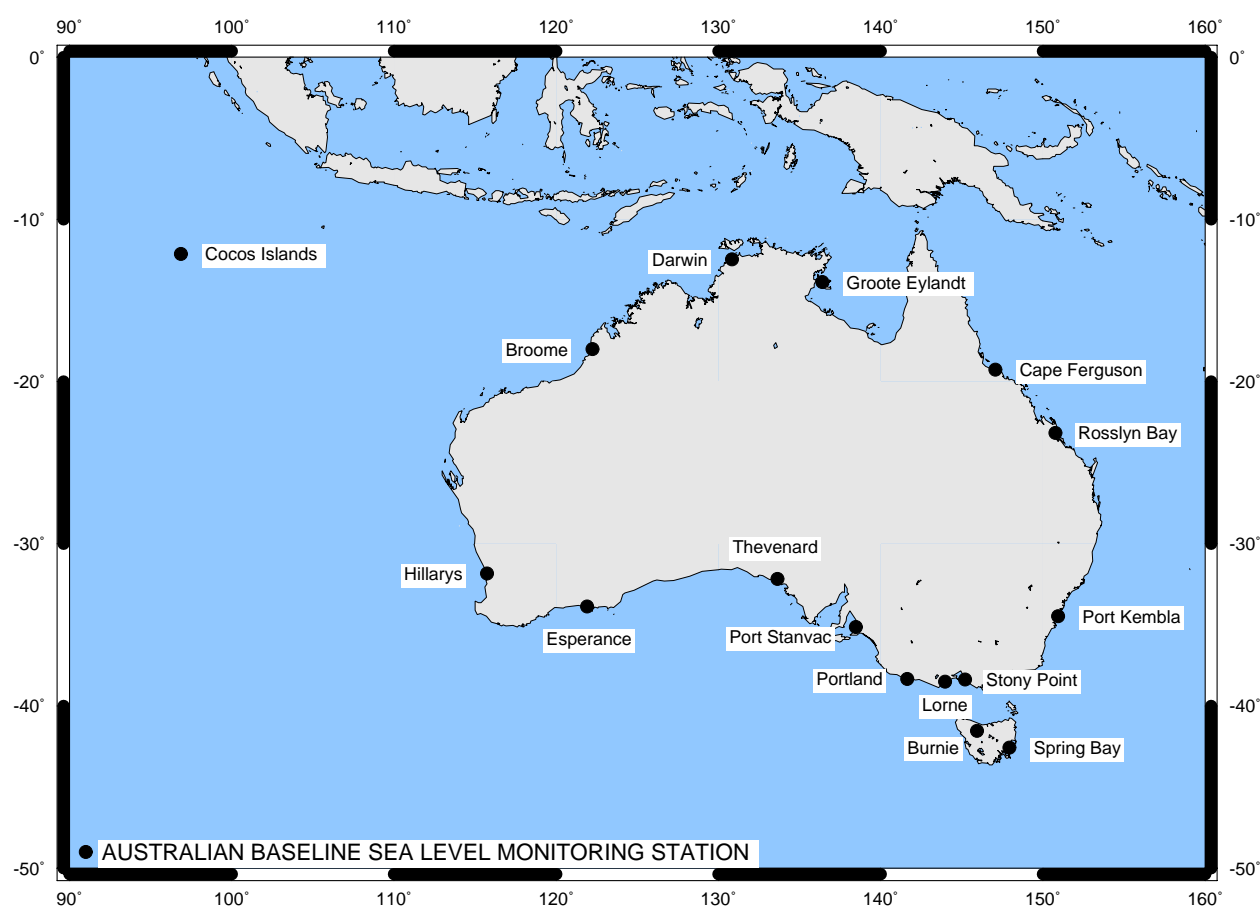 90˚ 100˚ 110˚ 120˚ 130˚ 140˚ 150˚ 160˚
0˚ 0˚
-10˚ -10˚
Cocos Islands
Darwin
Groote Eylandt
Broome
Cape Ferguson
-20˚ -20˚
Rosslyn Bay
-30˚ -30˚
Thevenard
Hillarys
Port Kembla
Esperance
Port Stanvac
Portland
Stony Point
Lorne
-40˚ -40˚
Burnie
Spring Bay
AUSTRALIAN BASELINE SEA LEVEL MONITORING STATION
-50˚ -50˚
90˚ 100˚ 110˚ 120˚ 130˚ 140˚ 150˚ 160˚